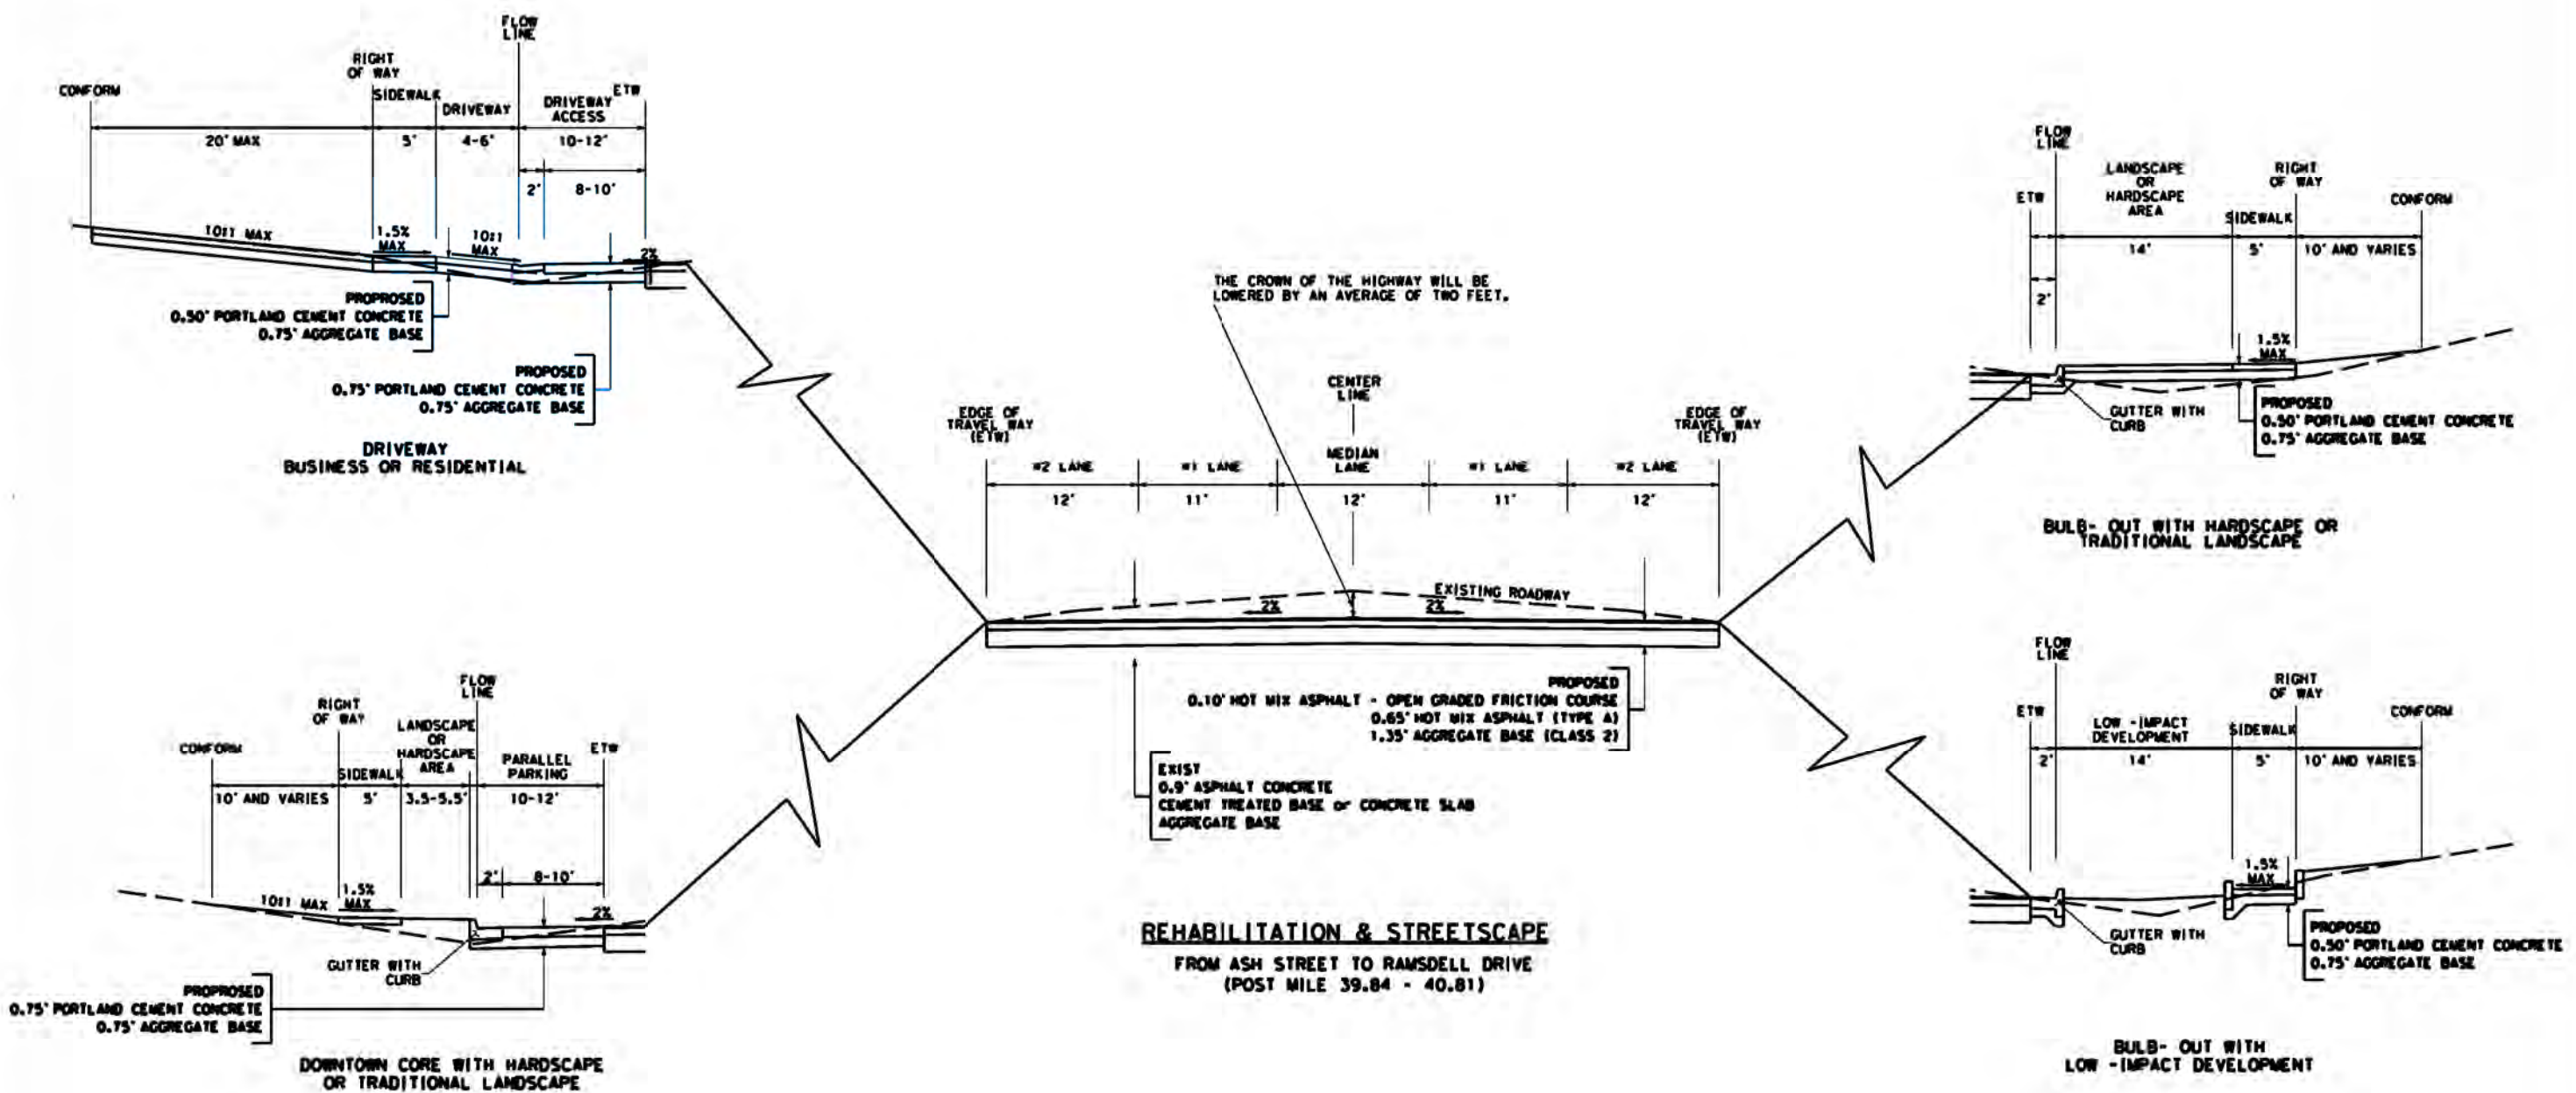 FLOW
LINE
RIGHT
OF WAY
CONFORM
SIDEWALK
DRIVEWAY
DRIVEWAY
ACCESS
ETW
20' MAX
5'
4-6'
10-12'
2'
8-10'
10:1 MAX
1.5%
MAX
10:1
MAX
2%
PROPROSED
0.50' PORTLAND CEMENT CONCRETE
0.75' AGGREGATE BASE
PROPOSED
0.75' PORTLAND CEMENT CONCRETE
0.75' AGGREGATE BASE
DRIVEWAY
BUSINESS OR RESIDENTIAL
FLOW
LINE
RIGHT
OF WAY
LANDSCAPE
OR
HARDSCAPE
AREA
CONFORM
SIDEWALK
PARALLEL
PARKING
ETW
10' AND VARIES
5'
3.5-5.5'
10-12'
2'
8-10'
10:1 MAX
1.5%
MAX
2%
GUTTER WITH
CURB
PROPROSED
0.75' PORTLAND CEMENT CONCRETE
0.75' AGGREGATE BASE
DOWNTOWN CORE WITH HARDSCAPE
OR TRADITIONAL LANDSCAPE
THE CROWN OF THE HIGHWAY WILL BE
LOWERED BY AN AVERAGE OF TWO FEET.
CENTER
LINE
EDGE OF
TRAVEL WAY
(ETW)
EDGE OF
TRAVEL WAY
(ETW)
#2 LANE
#1 LANE
MEDIAN
LANE
#1 LANE
#2 LANE
12'
11'
12'
11'
12'
EXISTING ROADWAY
2%
2%
PROPOSED
0.10' HOT MIX ASPHALT - OPEN GRADED FRICTION COURSE
0.65' HOT MIX ASPHALT (TYPE A)
1.35' AGGREGATE BASE (CLASS 2)
EXIST
0.9' ASPHALT CONCRETE
CEMENT TREATED BASE or CONCRETE SLAB
AGGREGATE BASE
REHABILITATION & STREETSCAPE
FROM ASH STREET TO RAMSDELL DRIVE
(POST MILE 39.84 - 40.81)
FLOW
LINE
LANDSCAPE
OR
HARDSCAPE
AREA
RIGHT
OF WAY
ETW
SIDEWALK
CONFORM
14'
5'
10' AND VARIES
2'
1.5%
MAX
GUTTER WITH
CURB
PROPOSED
0.50' PORTLAND CEMENT CONCRETE
0.75' AGGREGATE BASE
BULB- OUT WITH HARDSCAPE OR
TRADITIONAL LANDSCAPE
FLOW
LINE
RIGHT
OF WAY
ETW
LOW -IMPACT
DEVELOPMENT
SIDEWALK
CONFORM
2'
14'
5'
10' AND VARIES
1.5%
MAX
GUTTER WITH
CURB
PROPOSED
0.50' PORTLAND CEMENT CONCRETE
0.75' AGGREGATE BASE
BULB- OUT WITH
LOW -IMPACT DEVELOPMENT